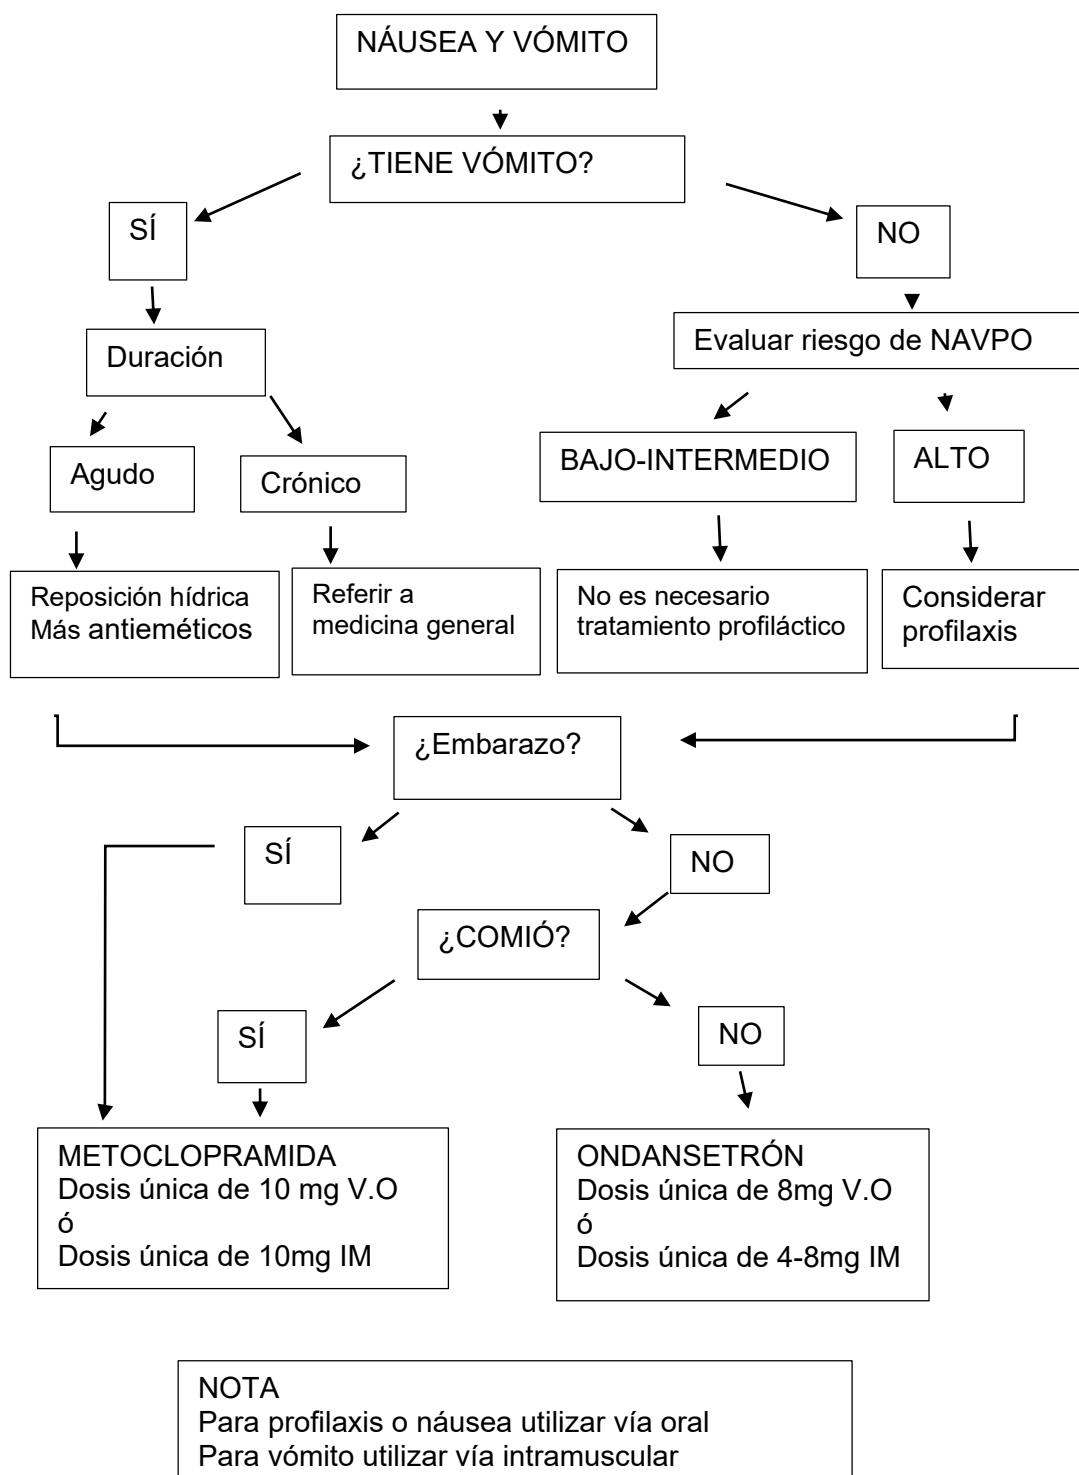 NÁUSEA Y VÓMITO
¿TIENE VÓMITO?
SÍ
NO
Duración
Evaluar riesgo de NAVPO
Agudo
Crónico
BAJO-INTERMEDIO
ALTO
Reposición hídrica
Más antieméticos
Referir a
medicina general
No es necesario
tratamiento profiláctico
Considerar
profilaxis
¿Embarazo?
SÍ
NO
¿COMIÓ?
SÍ
NO
METOCLOPRAMIDA
Dosis única de 10 mg V.O
ó
Dosis única de 10mg IM
ONDANSETRÓN
Dosis única de 8mg V.O
ó
Dosis única de 4-8mg IM
NOTA
Para profilaxis o náusea utilizar vía oral
Para vómito utilizar vía intramuscular